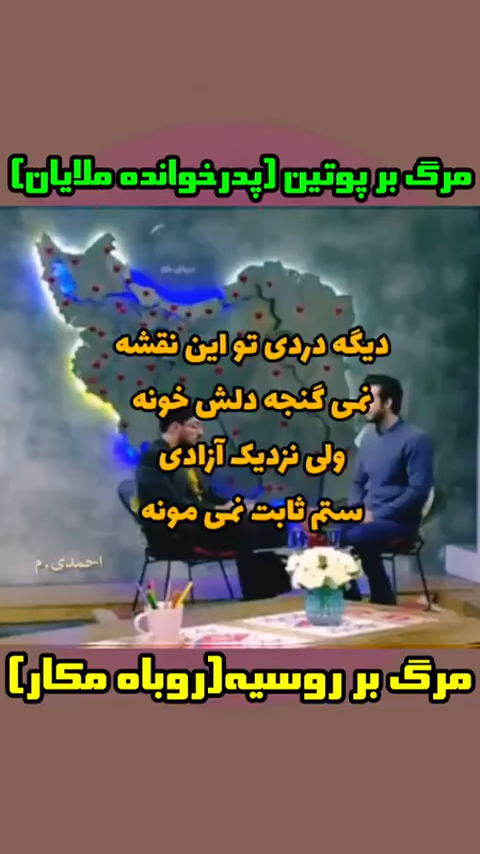 مرگ بر پوتین (پدرخوانده ملایان)
دیگه دردی تو این نقشه
نمی گنجه دلش خونه
ولی نزدیک آزادی
ستم ثابت نمی مونه
احمدی.م
مرگ بر روسیه(روباه مکار)